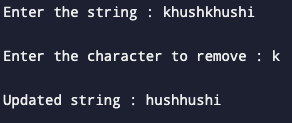 Enter the string : khushkhushi
Enter the character to remove : k
Updated string : hushhushi